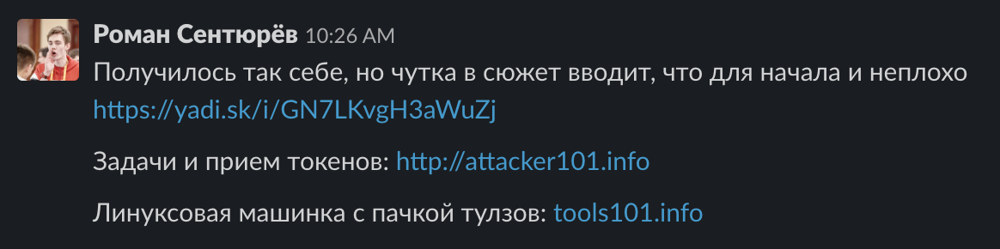 Роман Сентюрёв 10:26 AM
Получилось так себе, но чутка в сюжет вводит, что для начала и неплохо
https://yadi.sk/i/GN7LKvgH3aWuZj
Задачи и прием токенов: http://attacker101.info
Линуксовая машинка с пачкой тулзов: tools101.info